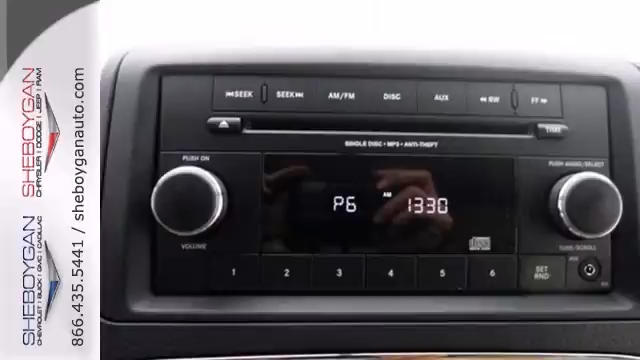 SHEBOYGAN
CHRYSLER | DODGE | JEEP | RAM
SHEBOYGAN
CHEVROLET | BUICK | GMC | CADILLAC
866.435.5441 / sheboyganauto.com
SEEK SEEK AM/FM DISC AUX RW FF
TIME
SINGLE DISC • MP3 • ANTI-THEFT
PUSH ON
PUSH AUDIO/SELECT
P6 AM 1330
VOLUME
TUNE/SCROLL
1 2 3 4 5 6 SET RND